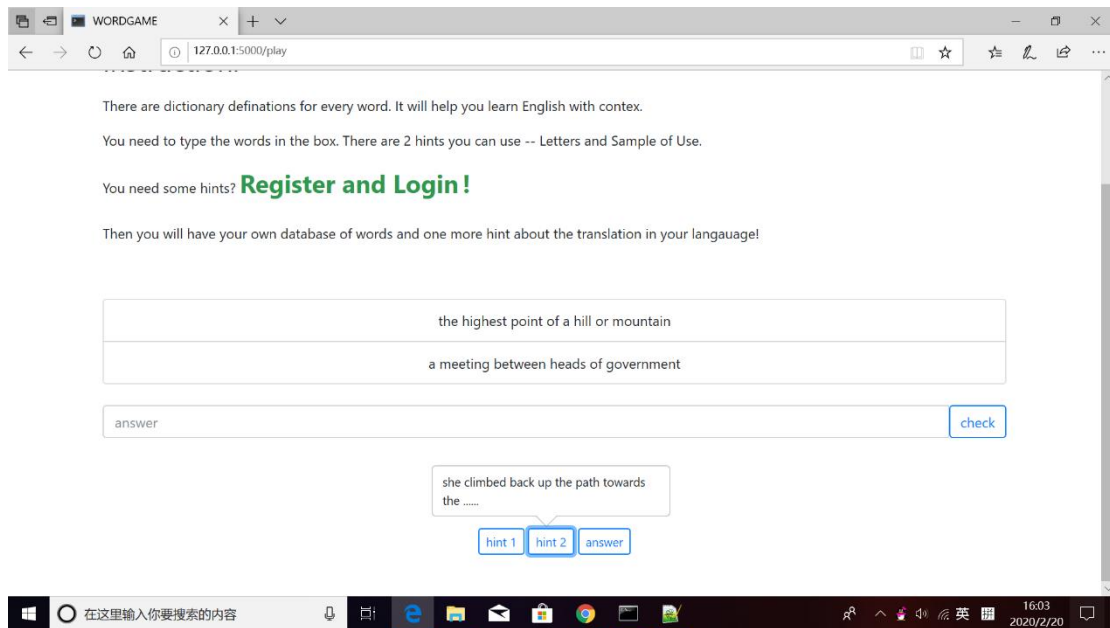 WORDGAME
127.0.0.1:5000/play
There are dictionary definations for every word. It will help you learn English with contex.
You need to type the words in the box. There are 2 hints you can use -- Letters and Sample of Use.
You need some hints? Register and Login!
Then you will have your own database of words and one more hint about the translation in your langauage!
the highest point of a hill or mountain
a meeting between heads of government
answer
check
she climbed back up the path towards
the ......
hint 1
hint 2
answer
在这里输入你要搜索的内容
英
16:03
2020/2/20